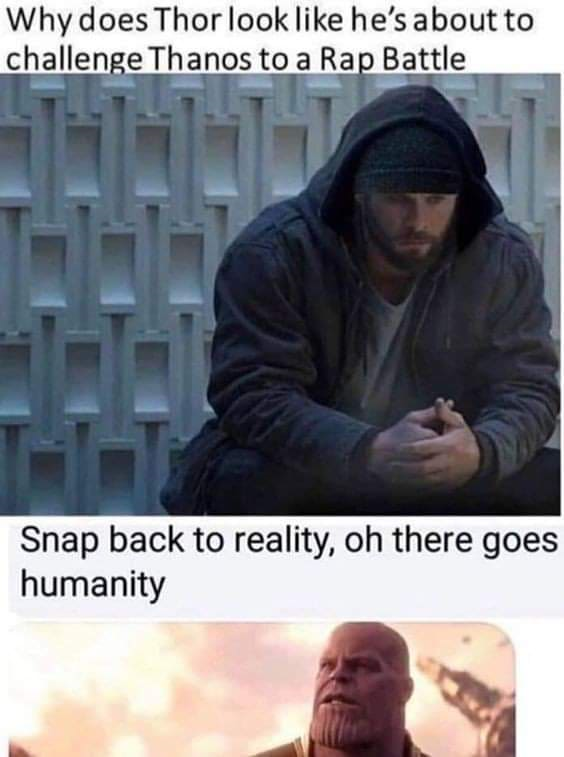 Why does Thor look like he's about to
challenge Thanos to a Rap Battle
Snap back to reality, oh there goes
humanity